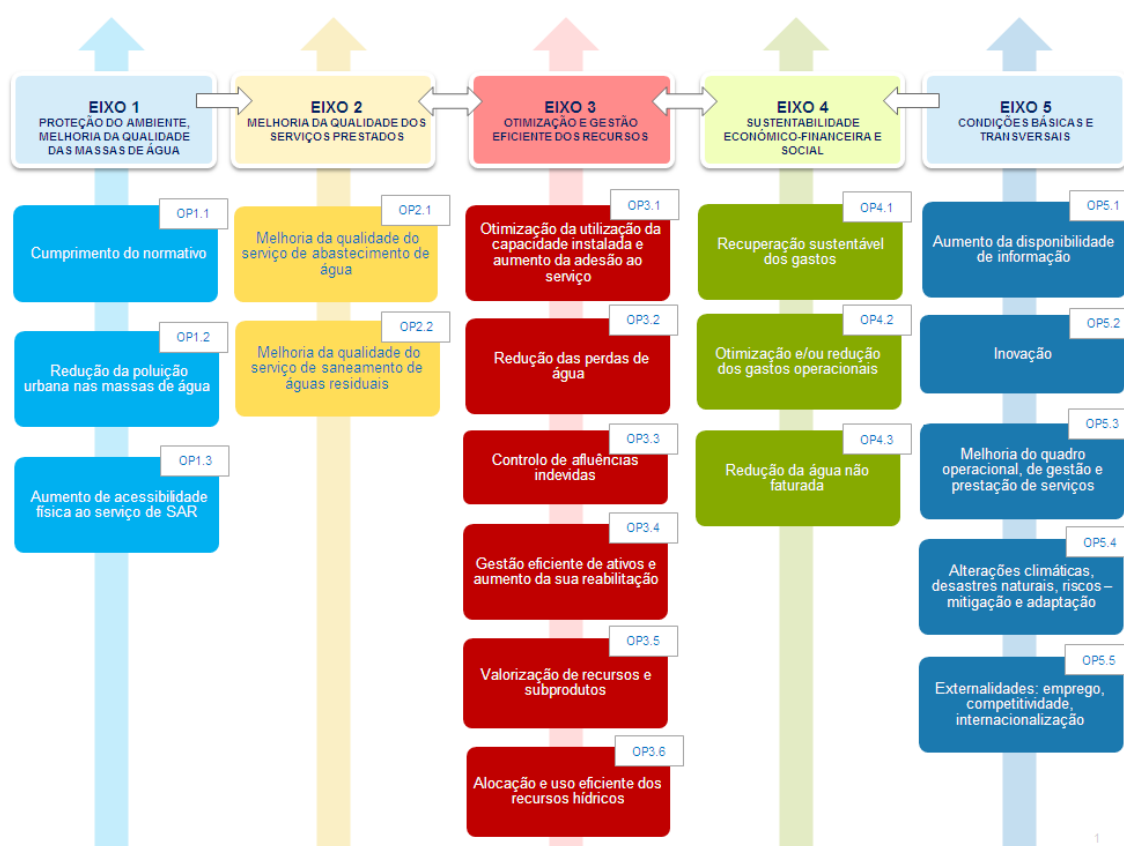 EIXO 1
PROTEÇÃO DO AMBIENTE,
MELHORIA DA QUALIDADE
DAS MASSAS DE ÁGUA
EIXO 2
MELHORIA DA QUALIDADE DOS
SERVIÇOS PRESTADOS
EIXO 3
OTIMIZAÇÃO E GESTÃO
EFICIENTE DOS RECURSOS
EIXO 4
SUSTENTABILIDADE
ECONÓMICO-FINANCEIRA E
SOCIAL
EIXO 5
CONDIÇÕES BÁSICAS E
TRANSVERSAIS
OP1.1
Cumprimento do normativo
OP1.2
Redução da poluição
urbana nas massas de água
OP1.3
Aumento de acessibilidade
física ao serviço de SAR
OP2.1
Melhoria da qualidade do
serviço de abastecimento de
água
OP2.2
Melhoria da qualidade do
serviço de saneamento de
águas residuais
OP3.1
Otimização da utilização da
capacidade instalada e
aumento da adesão ao
serviço
OP3.2
Redução das perdas de
água
OP3.3
Controlo de afluências
indevidas
OP3.4
Gestão eficiente de ativos e
aumento da sua reabilitação
OP3.5
Valorização de recursos e
subprodutos
OP3.6
Alocação e uso eficiente dos
recursos hídricos
OP4.1
Recuperação sustentável
dos gastos
OP4.2
Otimização e/ou redução
dos gastos operacionais
OP4.3
Redução da água não
faturada
OP5.1
Aumento da disponibilidade
de informação
OP5.2
Inovação
OP5.3
Melhoria do quadro
operacional, de gestão e
prestação de serviços
OP5.4
Alterações climáticas,
desastres naturais, riscos –
mitigação e adaptação
OP5.5
Externalidades: emprego,
competitividade,
internacionalização
1